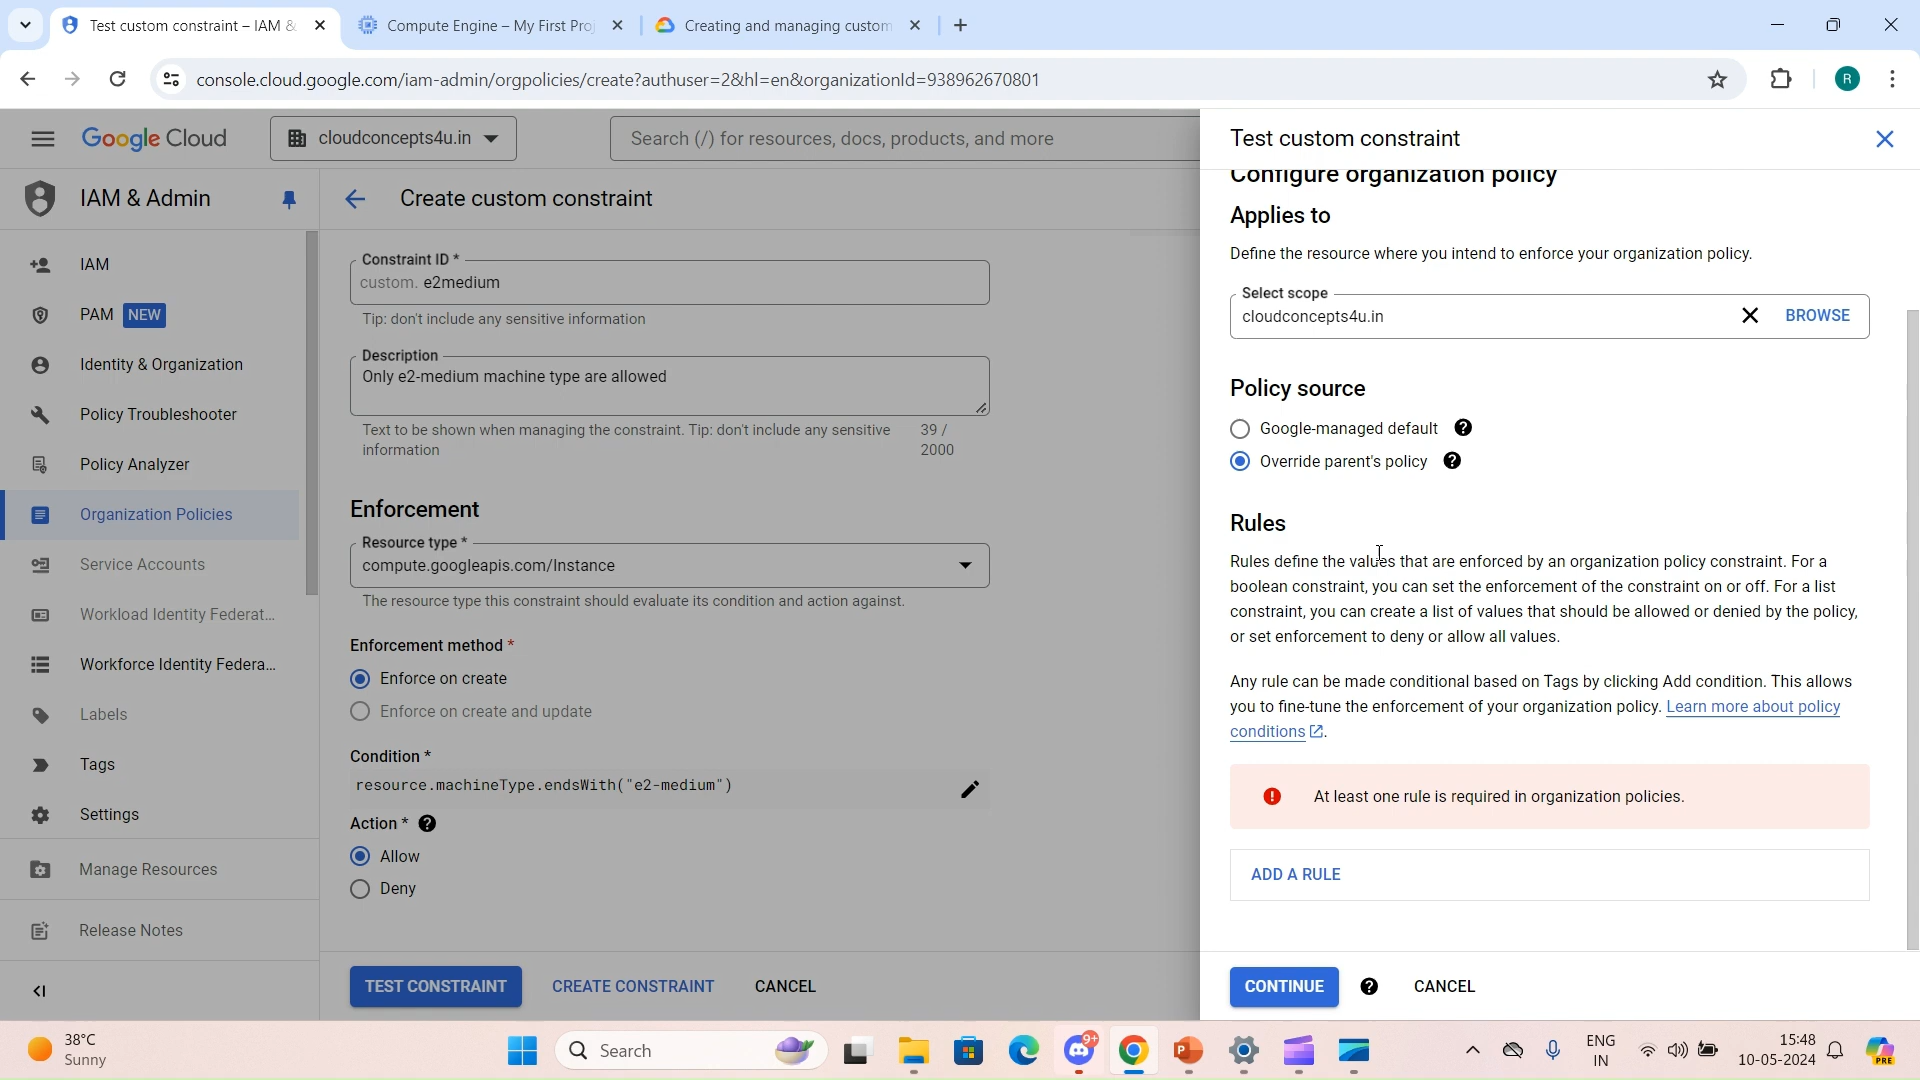 Test custom constraint – IAM &
Compute Engine – My First Proj
Creating and managing custom
console.cloud.google.com/iam-admin/orgpolicies/create?authuser=2&hl=en&organizationId=938962670801
R
Google Cloud
cloudconcepts4u.in
Search (/) for resources, docs, products, and more
IAM & Admin
IAM
PAM NEW
Identity & Organization
Policy Troubleshooter
Policy Analyzer
Organization Policies
Service Accounts
Workload Identity Federat...
Workforce Identity Federa...
Labels
Tags
Settings
Manage Resources
Release Notes
Create custom constraint
Constraint ID *
custom. e2medium
Tip: don't include any sensitive information
Description
Only e2-medium machine type are allowed
Text to be shown when managing the constraint. Tip: don't include any sensitive
information
39 /
2000
Enforcement
Resource type *
compute.googleapis.com/Instance
The resource type this constraint should evaluate its condition and action against.
Enforcement method *
Enforce on create
Enforce on create and update
Condition *
resource.machineType.endsWith("e2-medium")
Action *
Allow
Deny
TEST CONSTRAINT CREATE CONSTRAINT CANCEL
Test custom constraint
Configure organization policy
Applies to
Define the resource where you intend to enforce your organization policy.
Select scope
cloudconcepts4u.in
BROWSE
Policy source
Google-managed default
Override parent's policy
Rules
Rules define the values that are enforced by an organization policy constraint. For a
boolean constraint, you can set the enforcement of the constraint on or off. For a list
constraint, you can create a list of values that should be allowed or denied by the policy,
or set enforcement to deny or allow all values.
Any rule can be made conditional based on Tags by clicking Add condition. This allows
you to fine-tune the enforcement of your organization policy. Learn more about policy
conditions.
At least one rule is required in organization policies.
ADD A RULE
CONTINUE CANCEL
38°C
Sunny
Search
9+
P
ENG
IN
15:48
10-05-2024
PRE